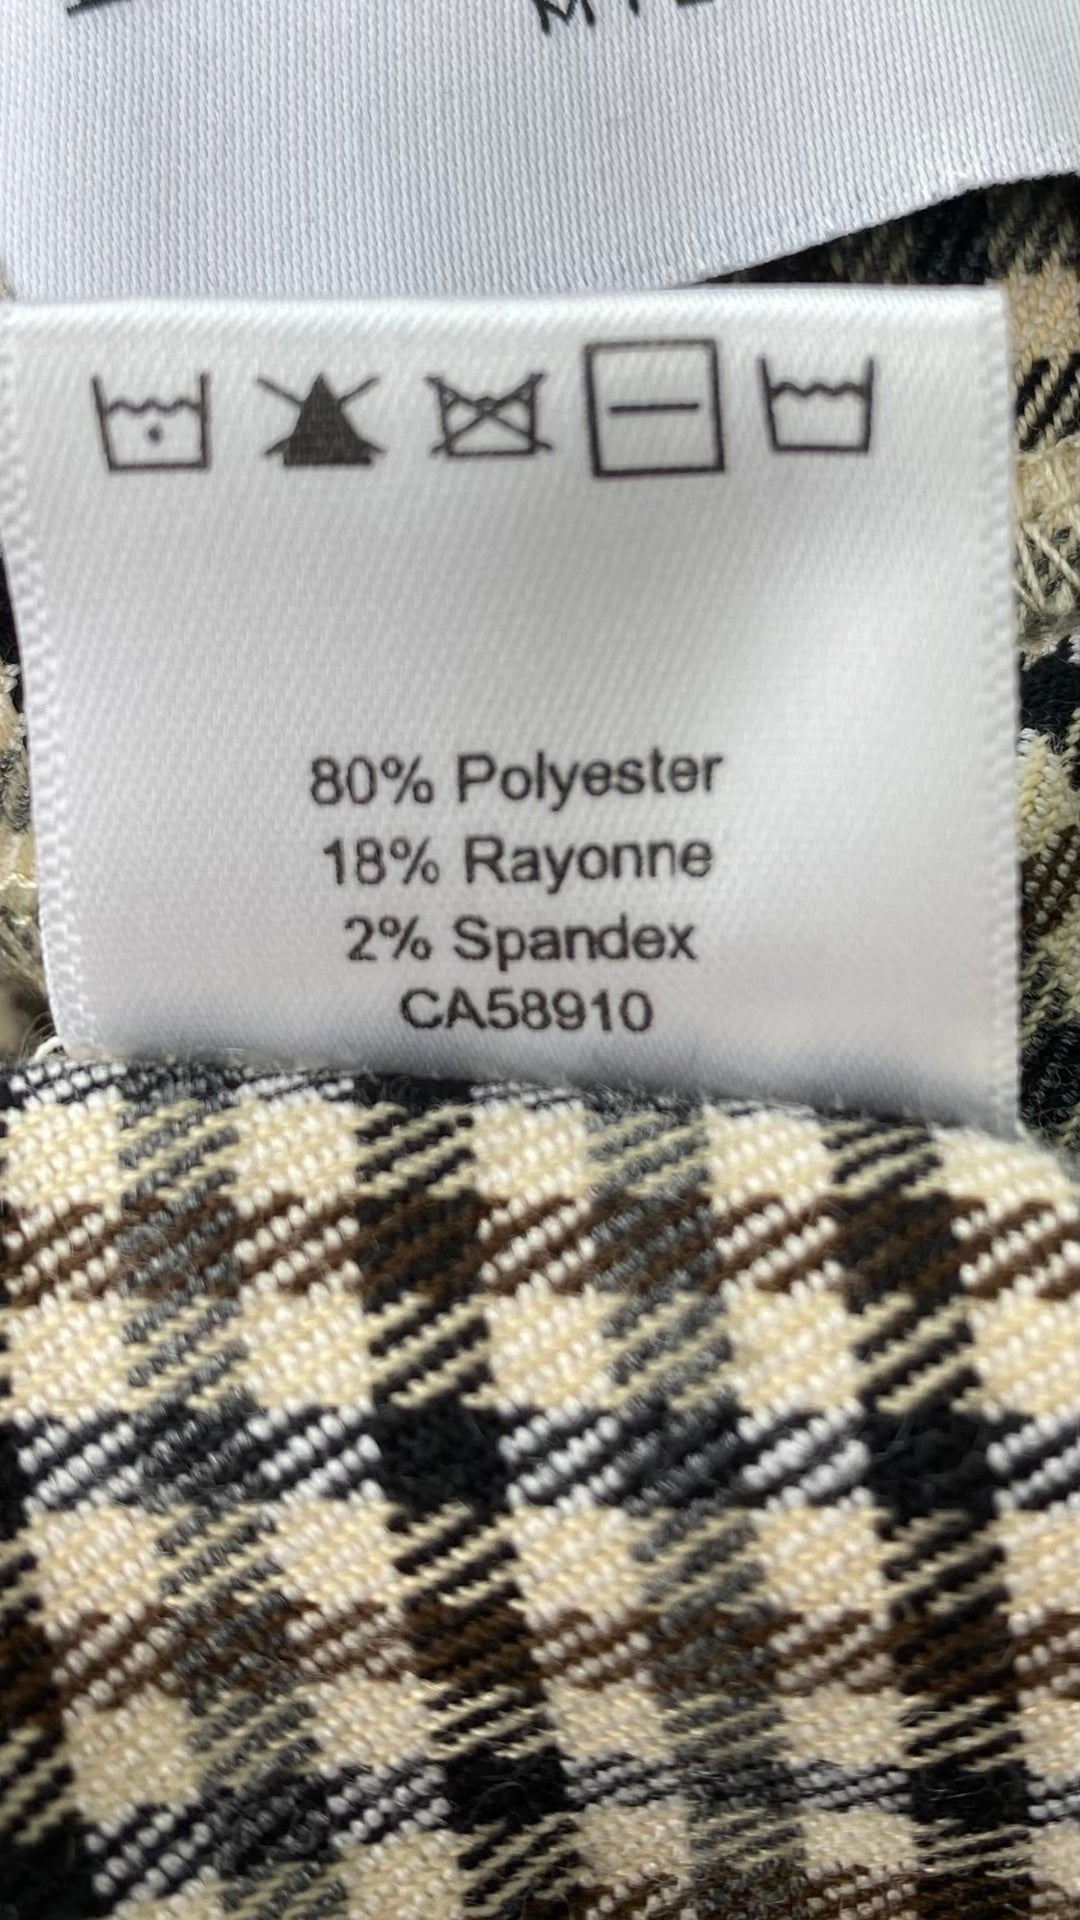 80% Polyester
18% Rayonne
2% Spandex
CA58910